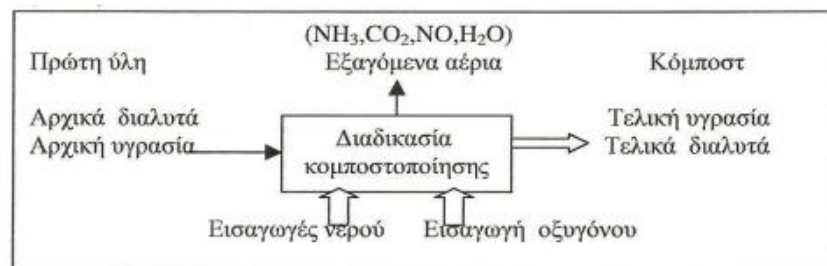 (NH₃,CO₂,NO,H₂O)
Πρώτη ύλη Εξαγόμενα αέρια Κόμποστ
Αρχικά διαλυτά Τελική υγρασία
Αρχική υγρασία Διαδικασία Τελικά διαλυτά
κομποστοποίησης
Εισαγωγές νερού Εισαγωγή οξυγόνου